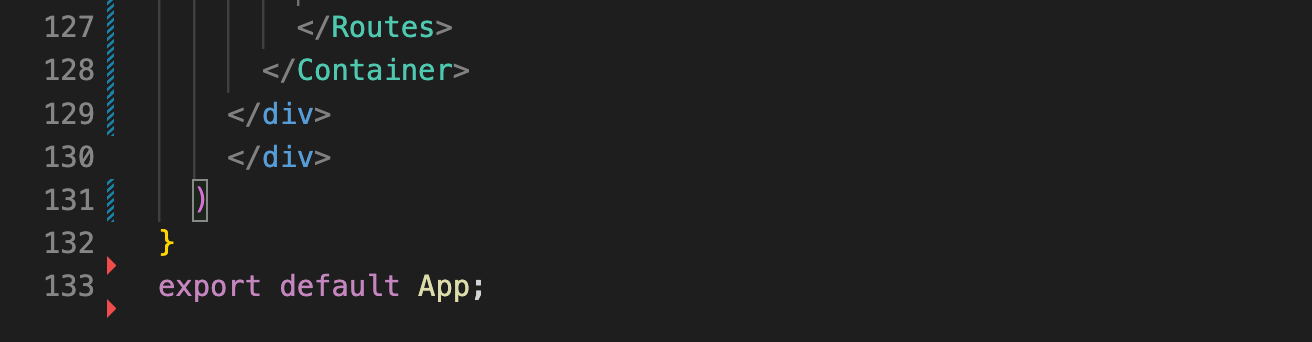 127 </Routes>
128 </Container>
129 </div>
130 </div>
131 )
132 }
133 export default App;